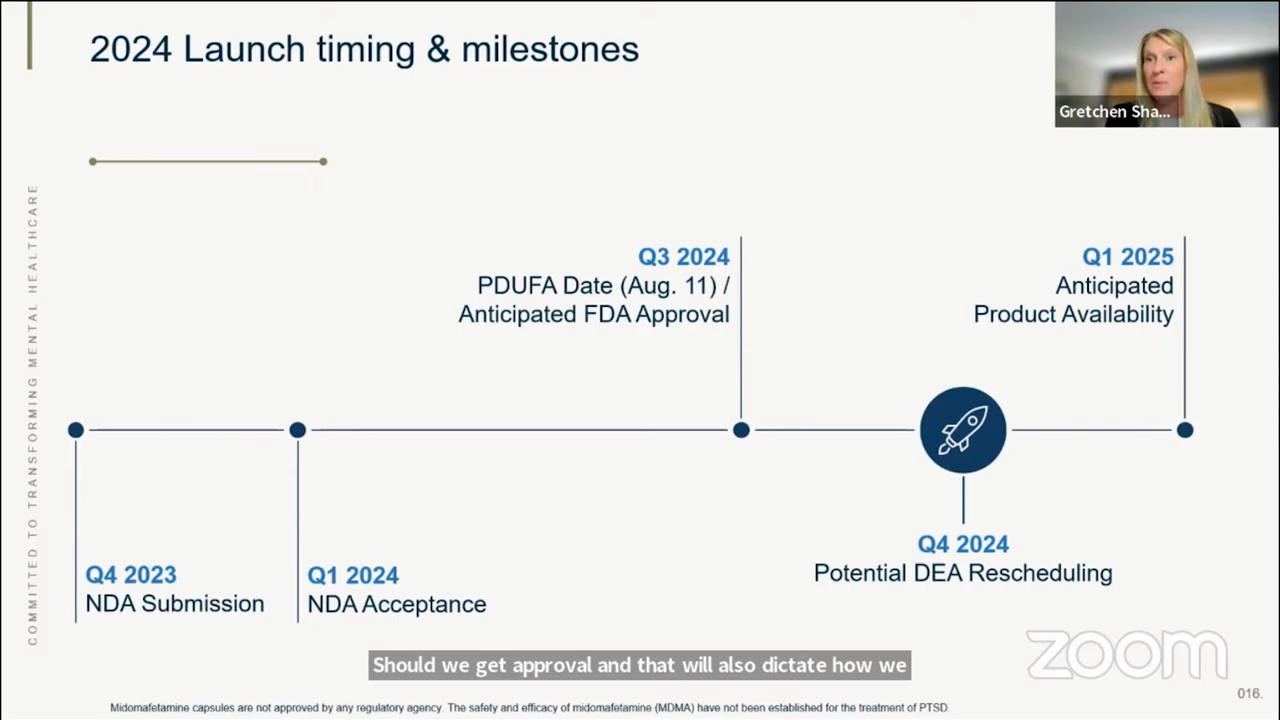 2024 Launch timing & milestones
Gretchen Sha...
COMMITTED TO TRANSFORMING MENTAL HEALTHCARE
Q3 2024
PDUFA Date (Aug. 11) /
Anticipated FDA Approval
Q1 2025
Anticipated
Product Availability
Q4 2024
Potential DEA Rescheduling
Q4 2023
NDA Submission
Q1 2024
NDA Acceptance
Should we get approval and that will also dictate how we
zoom
016.
Midomafetamine capsules are not approved by any regulatory agency. The safety and efficacy of midomafetamine (MDMA) have not been established for the treatment of PTSD.